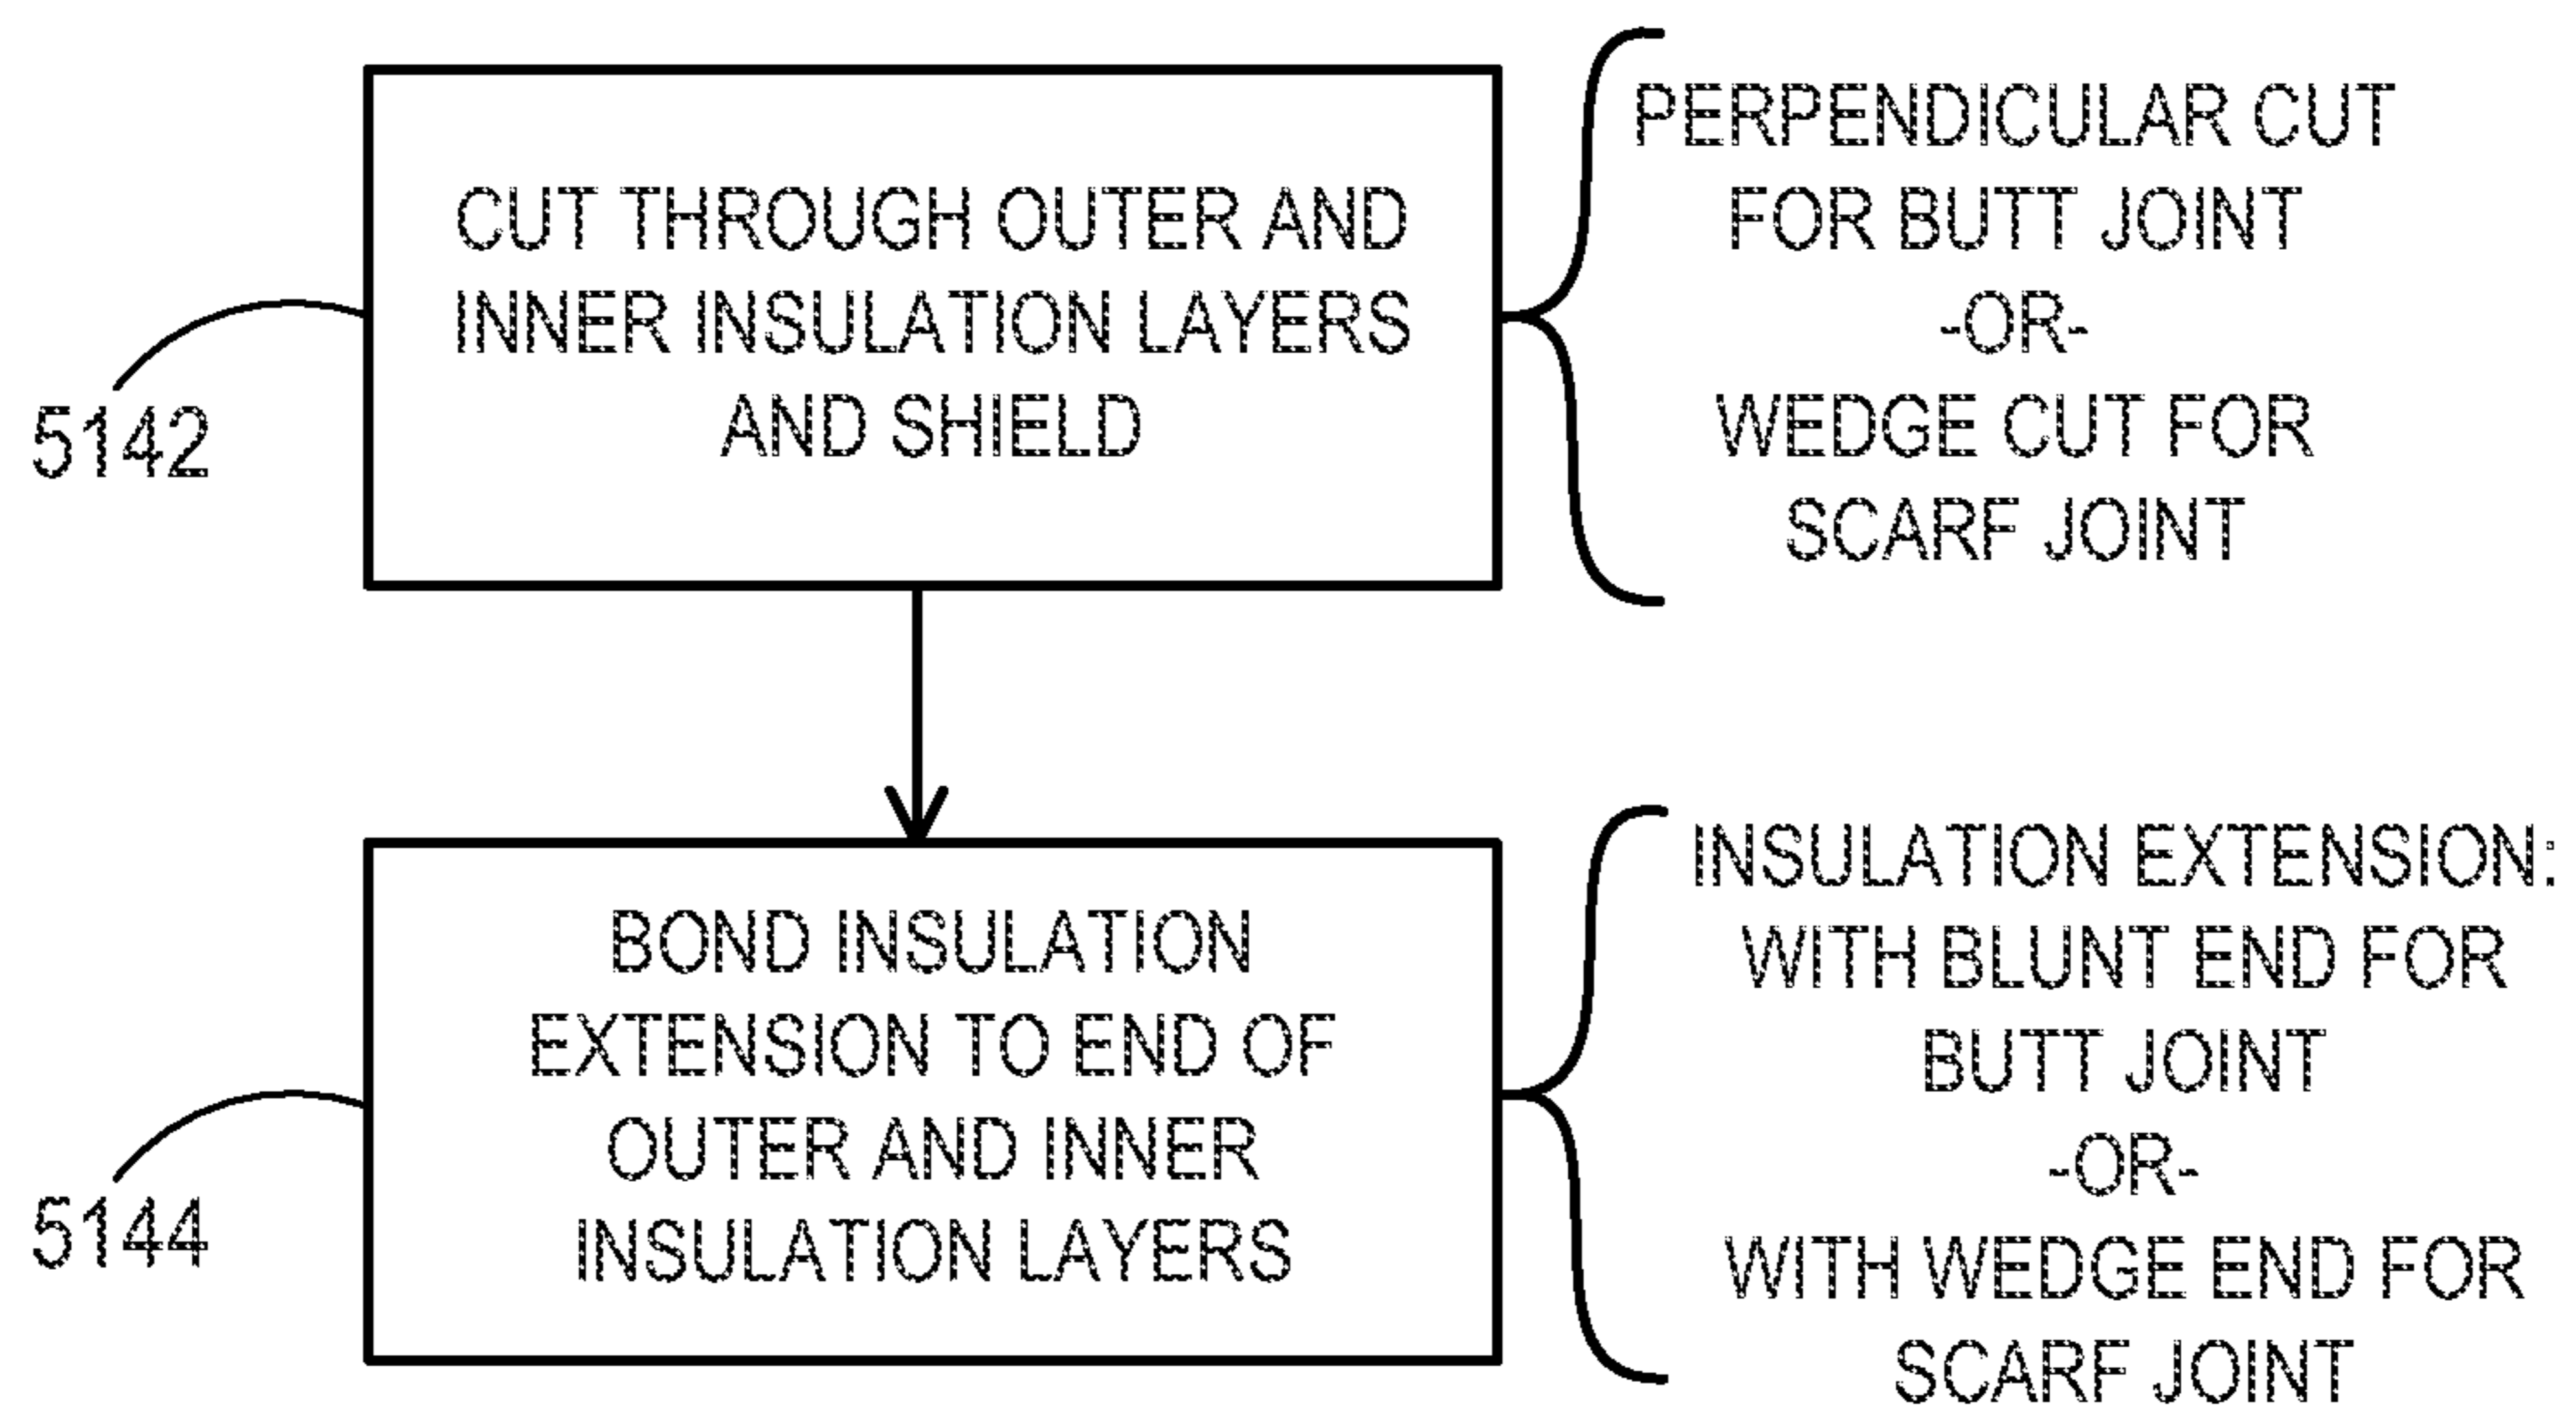 CUT THROUGH OUTER AND
INNER INSULATION LAYERS
AND SHIELD
5142
PERPENDICULAR CUT
FOR BUTT JOINT
-OR-
WEDGE CUT FOR
SCARF JOINT
BOND INSULATION
EXTENSION TO END OF
OUTER AND INNER
INSULATION LAYERS
5144
INSULATION EXTENSION:
WITH BLUNT END FOR
BUTT JOINT
-OR-
WITH WEDGE END FOR
SCARF JOINT